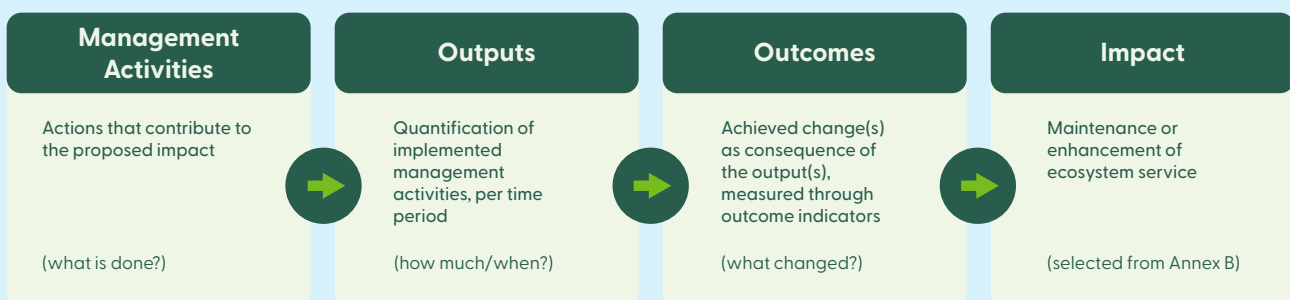 Management
Activities
Actions that contribute to
the proposed impact
(what is done?)
Outputs
Quantification of
implemented
management
activities, per time
period
(how much/when?)
Outcomes
Achieved change(s)
as consequence of
the output(s),
measured through
outcome indicators
(what changed?)
Impact
Maintenance or
enhancement of
ecosystem service
(selected from Annex B)